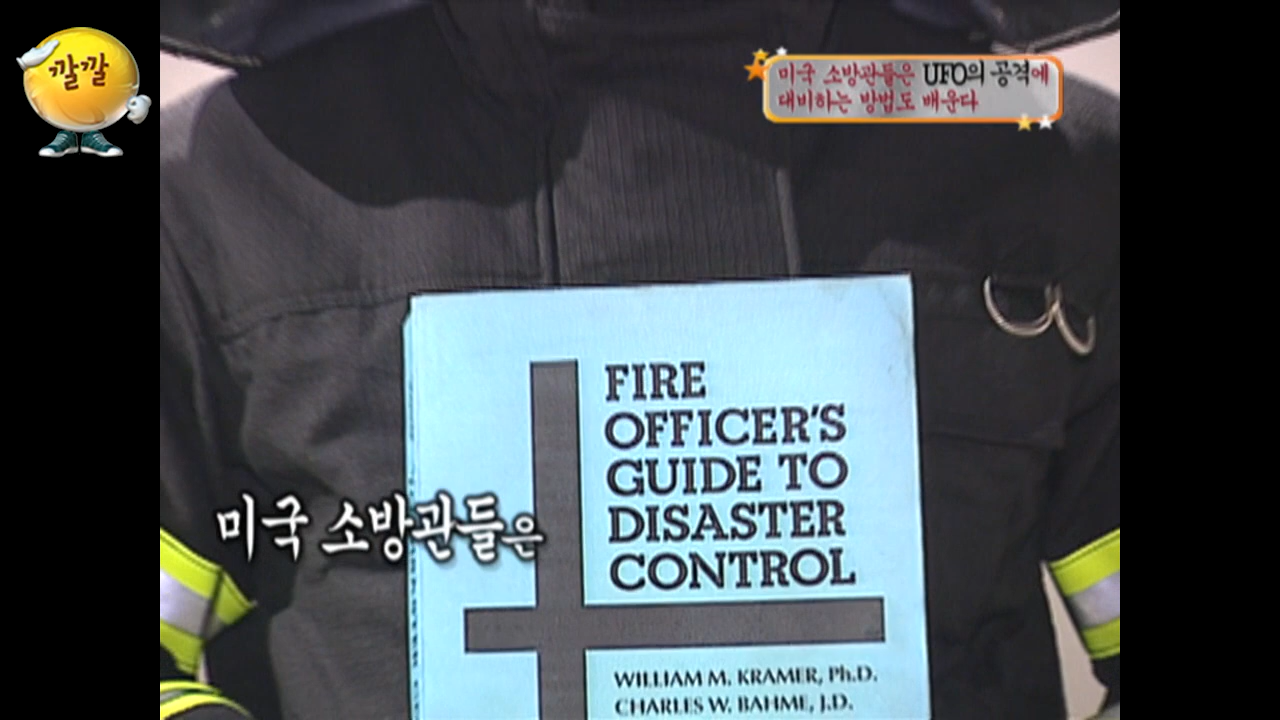 깔깔
미국 소방관들은 UFO의 공격에
대비하는 방법도 배운다
FIRE
OFFICER'S
GUIDE TO
DISASTER
CONTROL
미국 소방관들은
WILLIAM M. KRAMER, Ph.D.
CHARLES W. BAHME, J.D.